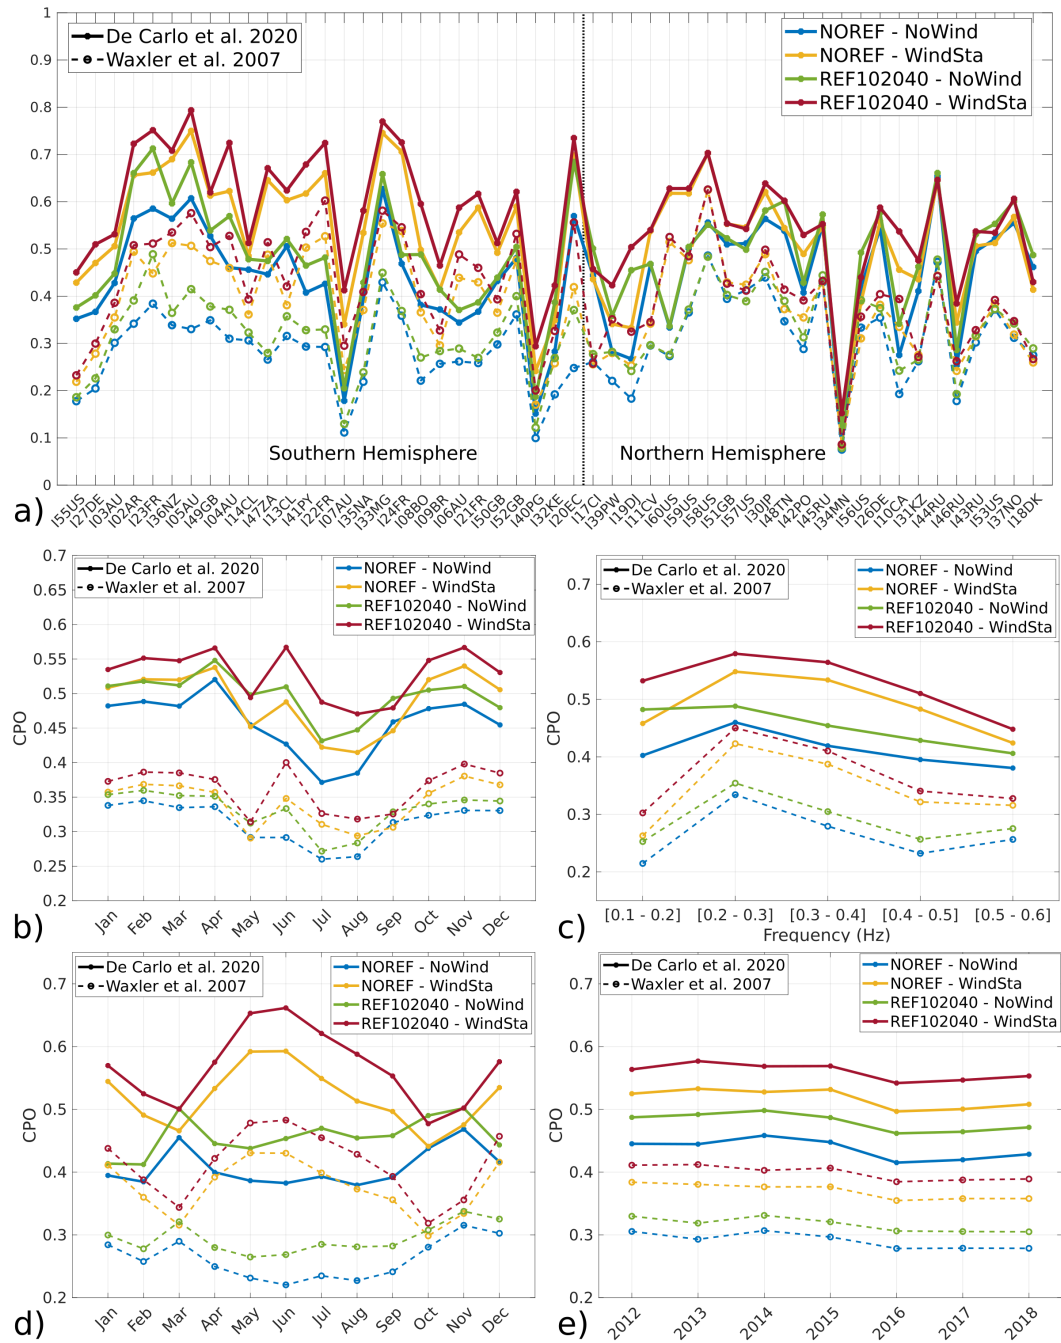 1
0.9
0.8
0.7
0.6
0.5
0.4
0.3
0.2
0.1
0
De Carlo et al. 2020
Waxler et al. 2007
NOREF - NoWind
NOREF - WindSta
REF102040 - NoWind
REF102040 - WindSta
Southern Hemisphere
Northern Hemisphere
I55US I27DE I03AU I02AR I23FR I36NZ I05AU I49GB I04AU I14CL I47ZA I13CL I41PY I22FR I07AU I35NA I33MG I24FR I08BO I09BR I06AU I21FR I50GB I52GB I40PG I32KE I20EC I17CI I39PW I19DJ I11CV I60US I59US I58US I51GB I57US I30JP I48TN I42PO I45RU I34MN I56US I26DE I10CA I31KZ I44RU I46RU I43RU I53US I37NO I18DK
a)
0.7
0.65
0.6
0.55
0.5
0.45
0.4
0.35
0.3
0.25
0.2
CPO
De Carlo et al. 2020
Waxler et al. 2007
NOREF - NoWind
NOREF - WindSta
REF102040 - NoWind
REF102040 - WindSta
Jan Feb Mar Apr May Jun Jul Aug Sep Oct Nov Dec
b)
0.7
0.6
0.5
0.4
0.3
0.2
CPO
De Carlo et al. 2020
Waxler et al. 2007
NOREF - NoWind
NOREF - WindSta
REF102040 - NoWind
REF102040 - WindSta
[0.1 - 0.2] [0.2 - 0.3] [0.3 - 0.4] [0.4 - 0.5] [0.5 - 0.6]
Frequency (Hz)
c)
0.7
0.6
0.5
0.4
0.3
0.2
CPO
De Carlo et al. 2020
Waxler et al. 2007
NOREF - NoWind
NOREF - WindSta
REF102040 - NoWind
REF102040 - WindSta
Jan Feb Mar Apr May Jun Jul Aug Sep Oct Nov Dec
d)
0.7
0.6
0.5
0.4
0.3
0.2
CPO
De Carlo et al. 2020
Waxler et al. 2007
NOREF - NoWind
NOREF - WindSta
REF102040 - NoWind
REF102040 - WindSta
2012 2013 2014 2015 2016 2017 2018
e)